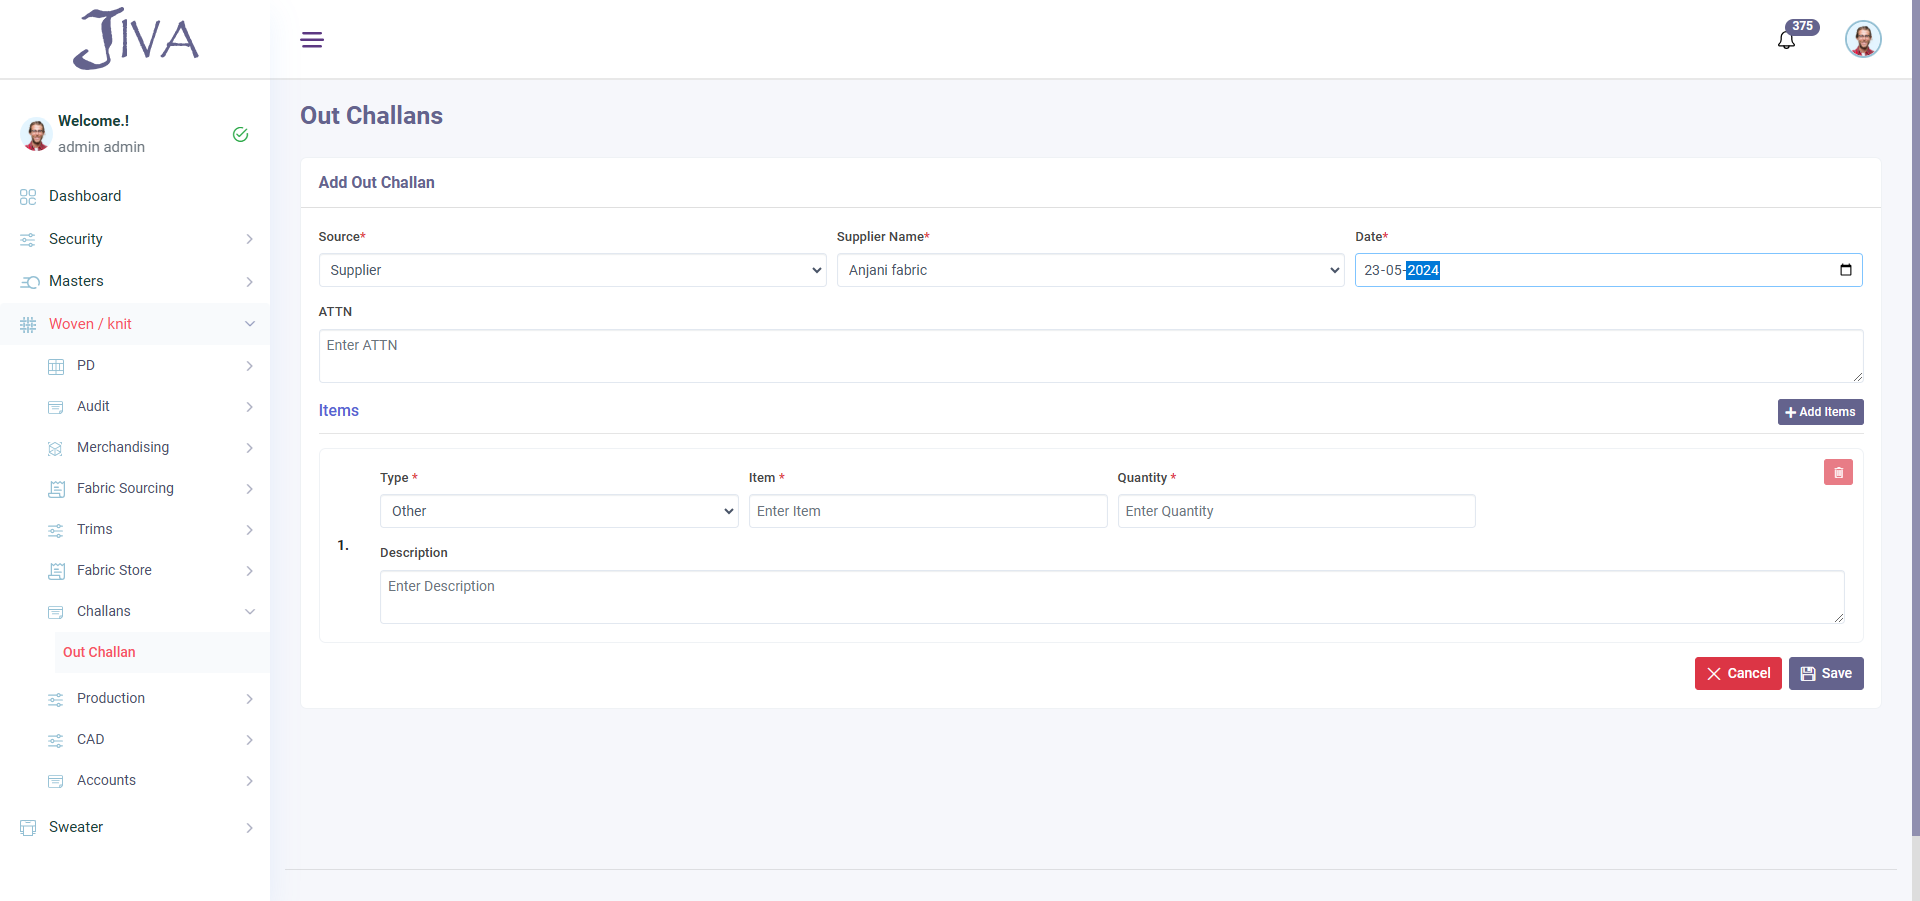 JIVA
375
Welcome.!
admin admin
Dashboard
Security
Masters
Woven / knit
PD
Audit
Merchandising
Fabric Sourcing
Trims
Fabric Store
Challans
Out Challan
Production
CAD
Accounts
Sweater
Out Challans
Add Out Challan
Source* Supplier Name* Date*
Supplier Anjani fabric 23-05-2024
ATTN
Enter ATTN
Items Add Items
Type * Item * Quantity *
Other Enter Item Enter Quantity
1.
Description
Enter Description
Cancel Save